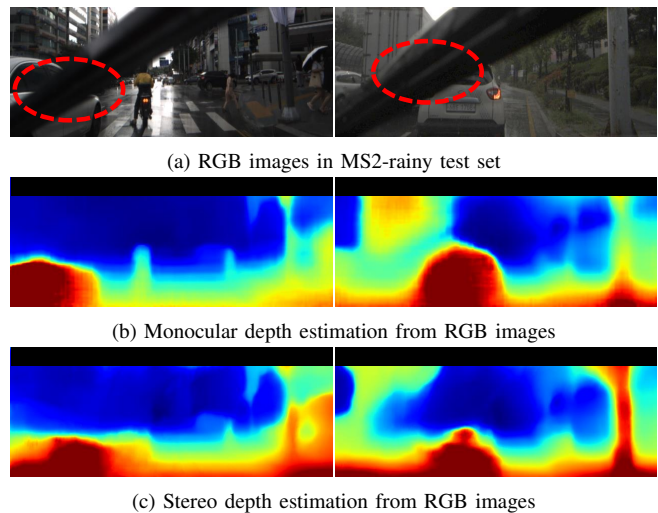 (a) RGB images in MS2-rainy test set
(b) Monocular depth estimation from RGB images
(c) Stereo depth estimation from RGB images